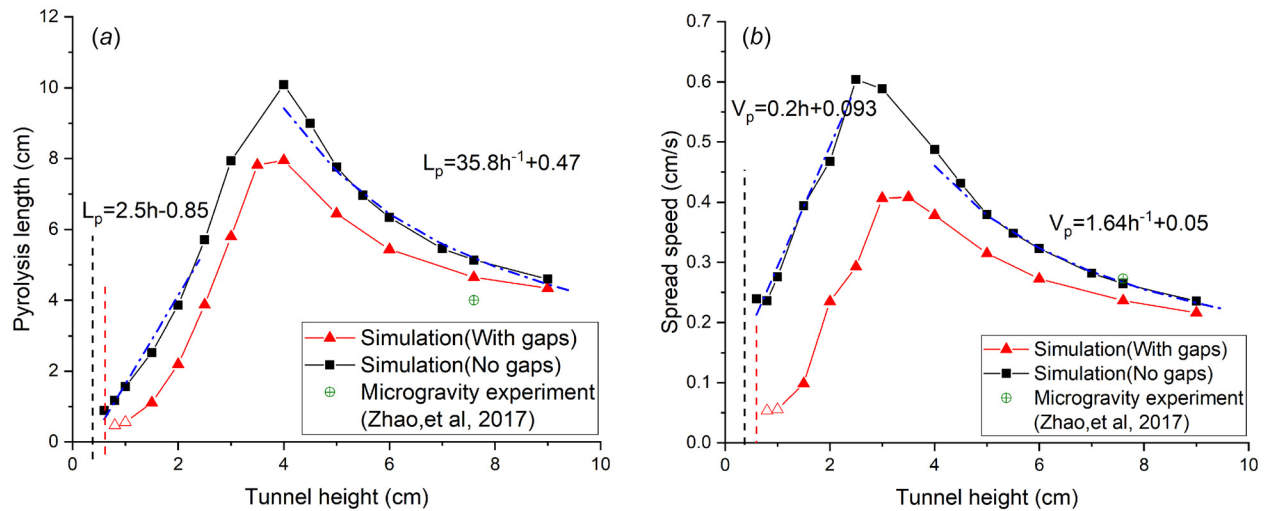 (a)
12
10
8
6
4
2
0
0 2 4 6 8 10
Pyrolysis length (cm)
Tunnel height (cm)
Lp=2.5h-0.85
Lp=35.8h⁻¹+0.47
Simulation(With gaps)
Simulation(No gaps)
Microgravity experiment
(Zhao,et al, 2017)
(b)
0.7
0.6
0.5
0.4
0.3
0.2
0.1
0.0
0 2 4 6 8 10
Spread speed (cm/s)
Tunnel height (cm)
Vp=0.2h+0.093
Vp=1.64h⁻¹+0.05
Simulation(With gaps)
Simulation(No gaps)
Microgravity experiment
(Zhao,et al, 2017)